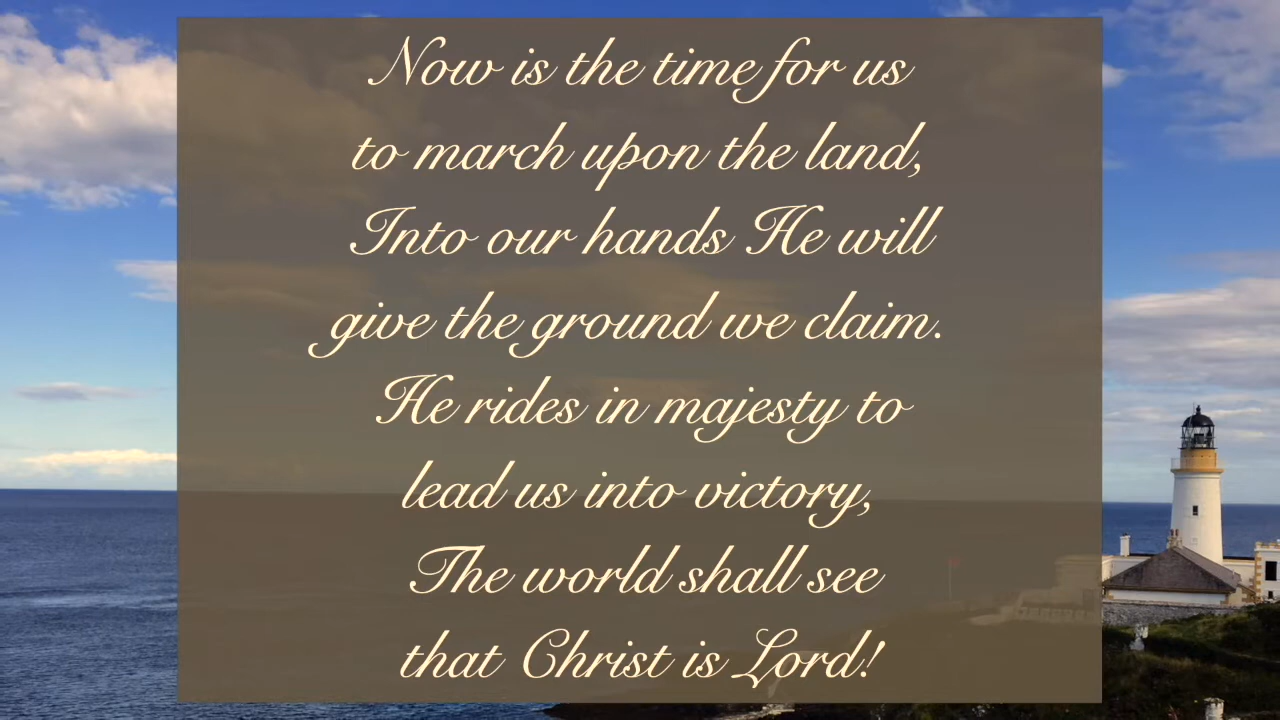 Now is the time for us
to march upon the land,
Into our hands He will
give the ground we claim.
He rides in majesty to
lead us into victory,
The world shall see
that Christ is Lord!